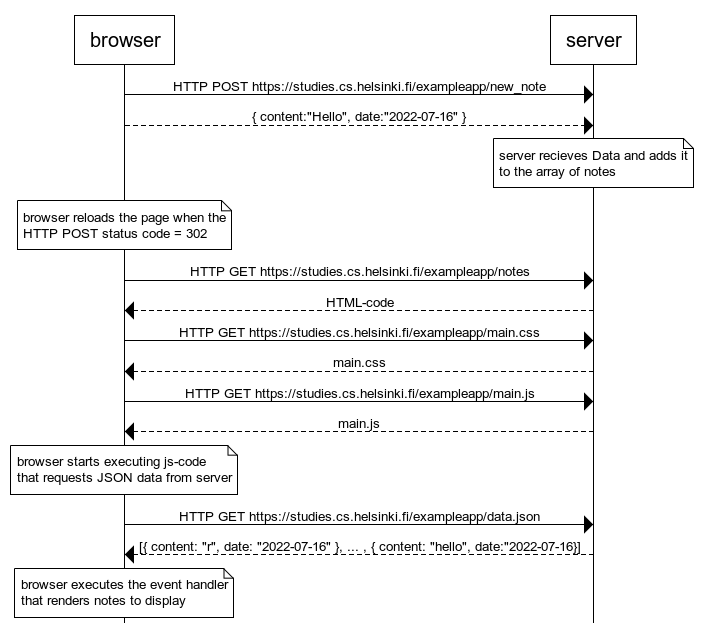 browser
server
HTTP POST https://studies.cs.helsinki.fi/exampleapp/new_note
{ content:"Hello", date:"2022-07-16" }
server recieves Data and adds it
to the array of notes
browser reloads the page when the
HTTP POST status code = 302
HTTP GET https://studies.cs.helsinki.fi/exampleapp/notes
HTML-code
HTTP GET https://studies.cs.helsinki.fi/exampleapp/main.css
main.css
HTTP GET https://studies.cs.helsinki.fi/exampleapp/main.js
main.js
browser starts executing js-code
that requests JSON data from server
HTTP GET https://studies.cs.helsinki.fi/exampleapp/data.json
[{ content: "r", date: "2022-07-16" }, ... , { content: "hello", date:"2022-07-16}]
browser executes the event handler
that renders notes to display